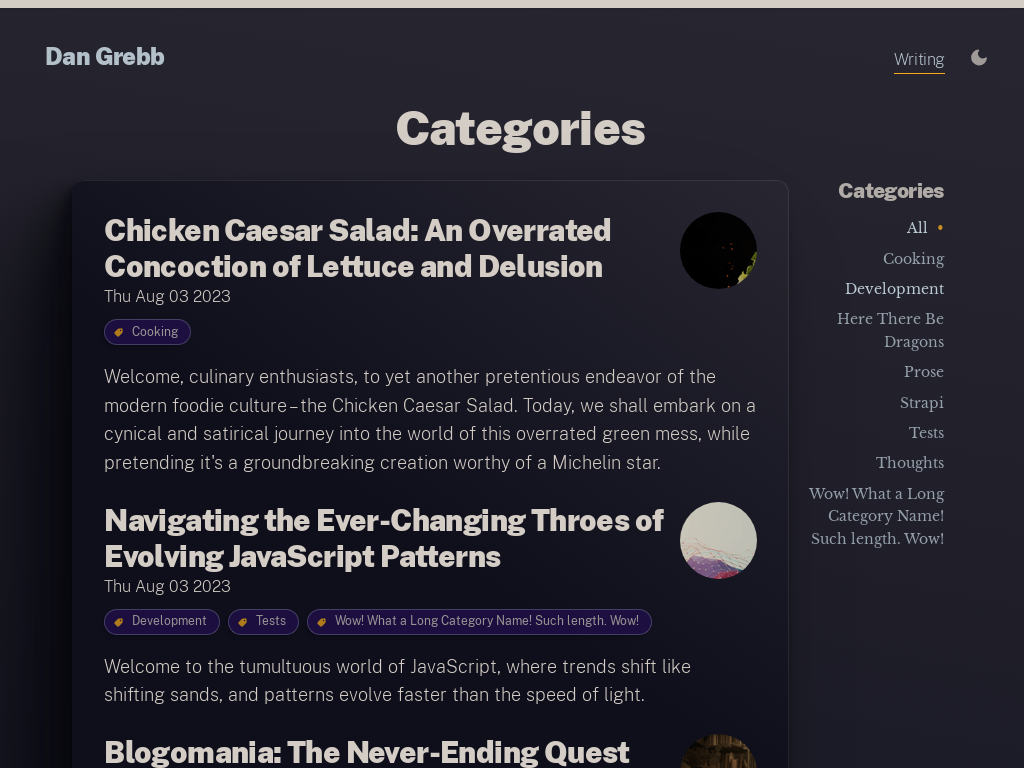 Dan Grebb
Writing
Categories
Chicken Caesar Salad: An Overrated
Concoction of Lettuce and Delusion
Thu Aug 03 2023
Cooking
Welcome, culinary enthusiasts, to yet another pretentious endeavor of the
modern foodie culture – the Chicken Caesar Salad. Today, we shall embark on a
cynical and satirical journey into the world of this overrated green mess, while
pretending it's a groundbreaking creation worthy of a Michelin star.
Navigating the Ever-Changing Throes of
Evolving JavaScript Patterns
Thu Aug 03 2023
Development
Tests
Wow! What a Long Category Name! Such length. Wow!
Welcome to the tumultuous world of JavaScript, where trends shift like
shifting sands, and patterns evolve faster than the speed of light.
Blogomania: The Never-Ending Quest
Categories
All •
Cooking
Development
Here There Be
Dragons
Prose
Strapi
Tests
Thoughts
Wow! What a Long
Category Name!
Such length. Wow!